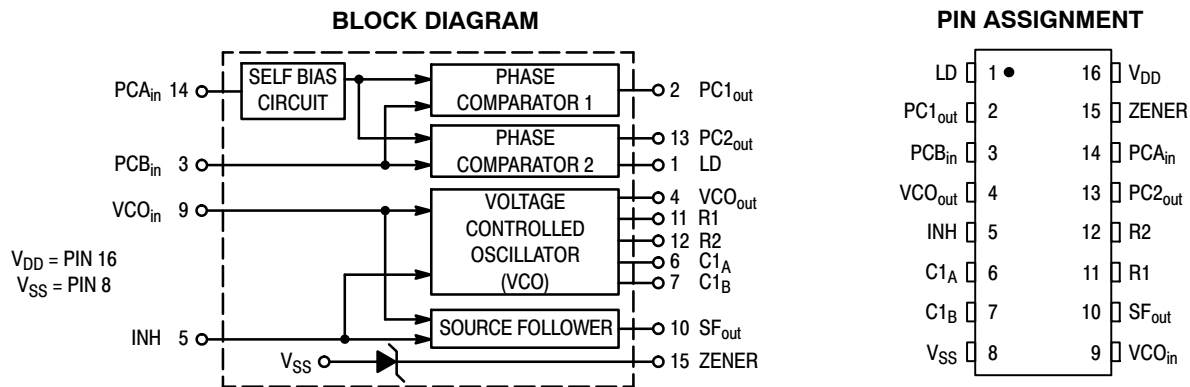 BLOCK DIAGRAM
PCAin 14
SELF BIAS
CIRCUIT
PHASE
COMPARATOR 1
2 PC1out
PHASE
COMPARATOR 2
13 PC2out
1 LD
PCBin 3
VCOin 9
VOLTAGE
CONTROLLED
OSCILLATOR
(VCO)
4 VCOout
11 R1
12 R2
6 C1A
7 C1B
VDD = PIN 16
VSS = PIN 8
INH 5
SOURCE FOLLOWER
10 SFout
VSS
15 ZENER
PIN ASSIGNMENT
LD 1 16 VDD
PC1out 2 15 ZENER
PCBin 3 14 PCAin
VCOout 4 13 PC2out
INH 5 12 R2
C1A 6 11 R1
C1B 7 10 SFout
VSS 8 9 VCOin